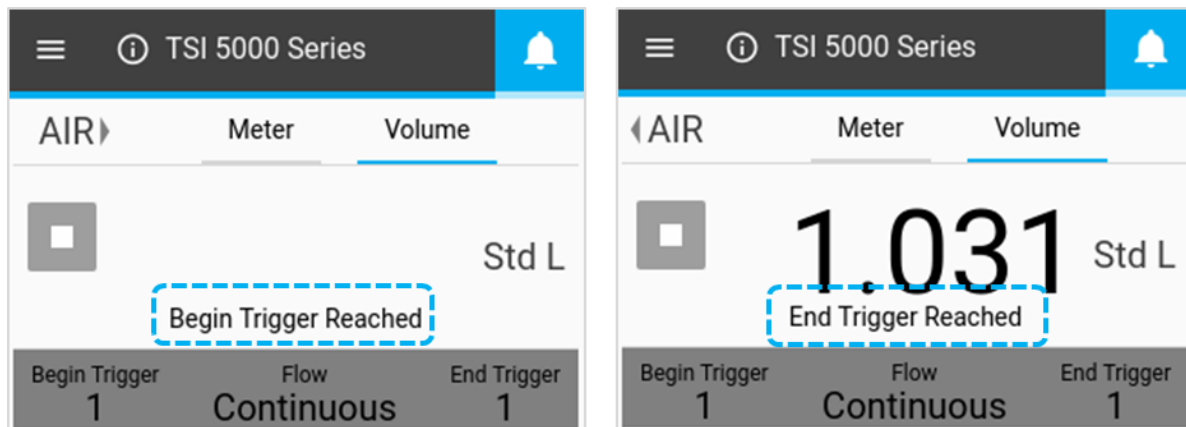 TSI 5000 Series
AIR Meter Volume
Std L
Begin Trigger Reached
Begin Trigger Flow End Trigger
1 Continuous 1
TSI 5000 Series
AIR Meter Volume
1.031 Std L
End Trigger Reached
Begin Trigger Flow End Trigger
1 Continuous 1